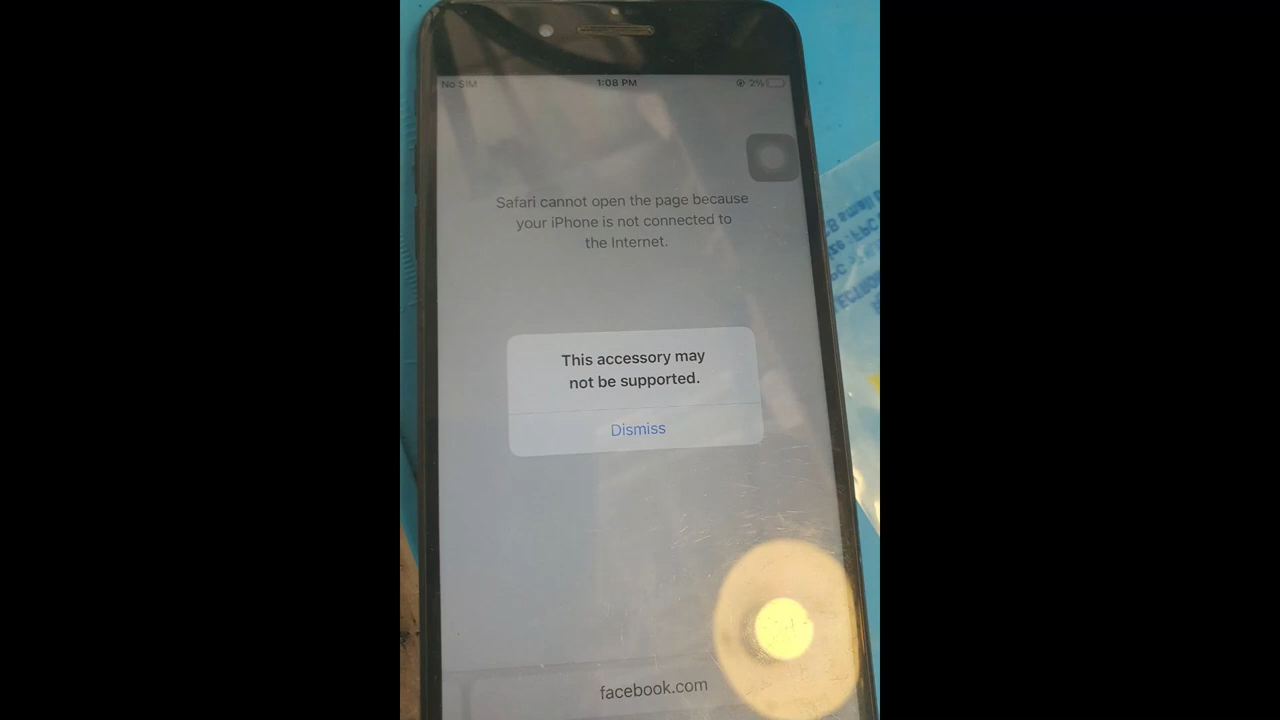 No SIM
1:08 PM
2%
Safari cannot open the page because
your iPhone is not connected to
the Internet.
This accessory may
not be supported.
Dismiss
facebook.com